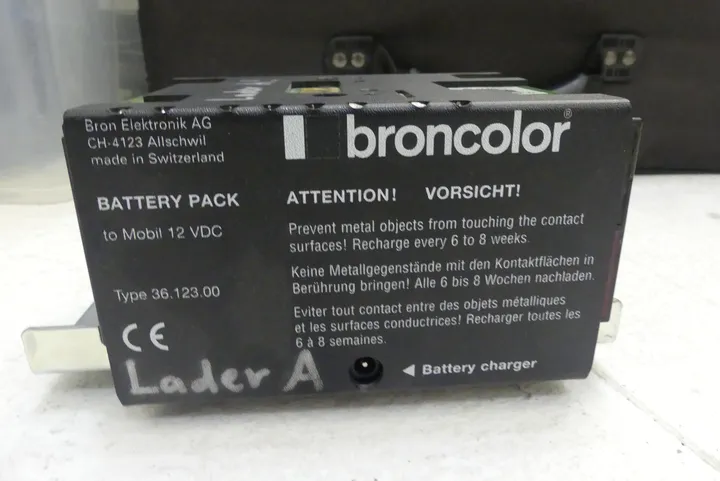 Lader A
Bron Elektronik AG
CH-4123 Allschwil
made in Switzerland
broncolor®
BATTERY PACK
to Mobil 12 VDC
Type 36.123.00
CE
ATTENTION! VORSICHT!
Prevent metal objects from touching the contact
surfaces! Recharge every 6 to 8 weeks.
Keine Metallgegenstände mit den Kontaktflächen in
Berührung bringen! Alle 6 bis 8 Wochen nachladen.
Eviter tout contact entre des objets métalliques
et les surfaces conductrices! Recharger toutes les
6 à 8 semaines.
Lader A
Battery charger